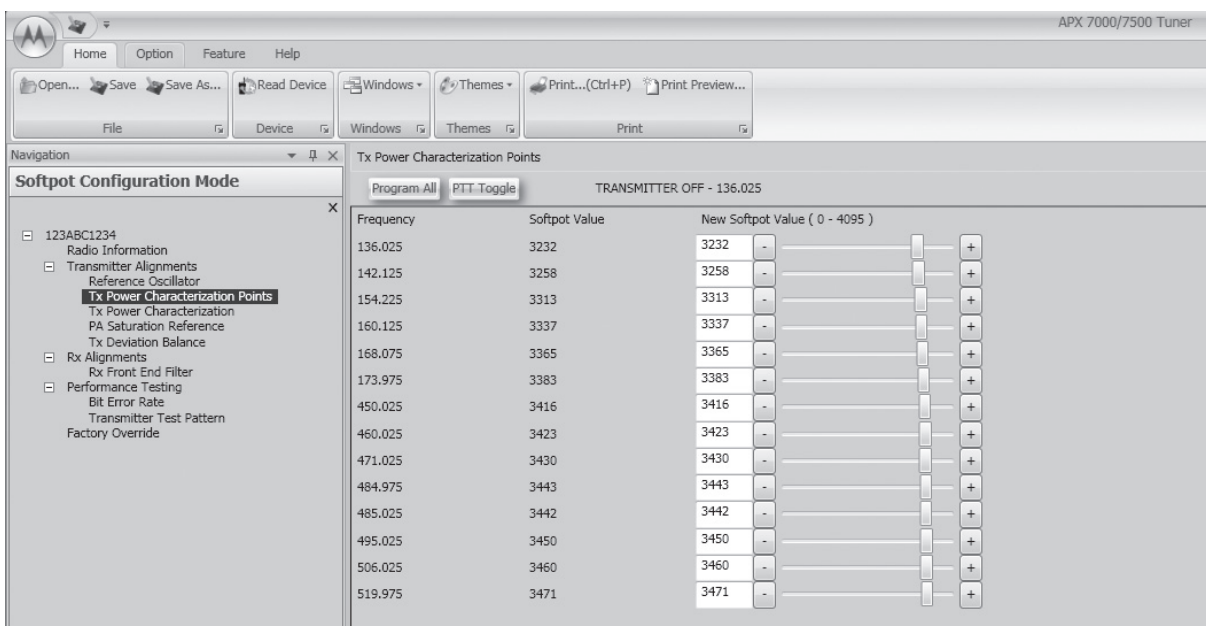 APX 7000/7500 Tuner
Home Option Feature Help
Open... Save Save As... Read Device Windows Themes Print...(Ctrl+P) Print Preview...
File Device Windows Themes Print
Navigation
Softpot Configuration Mode
123ABC1234
Radio Information
Transmitter Alignments
Reference Oscillator
Tx Power Characterization Points
Tx Power Characterization
PA Saturation Reference
Tx Deviation Balance
Rx Alignments
Rx Front End Filter
Performance Testing
Bit Error Rate
Transmitter Test Pattern
Factory Override
Tx Power Characterization Points
Program All PTT Toggle TRANSMITTER OFF - 136.025
Frequency Softpot Value New Softpot Value ( 0 - 4095 )
136.025 3232 3232 - +
142.125 3258 3258 - +
154.225 3313 3313 - +
160.125 3337 3337 - +
168.075 3365 3365 - +
173.975 3383 3383 - +
450.025 3416 3416 - +
460.025 3423 3423 - +
471.025 3430 3430 - +
484.975 3443 3443 - +
485.025 3442 3442 - +
495.025 3450 3450 - +
506.025 3460 3460 - +
519.975 3471 3471 - +